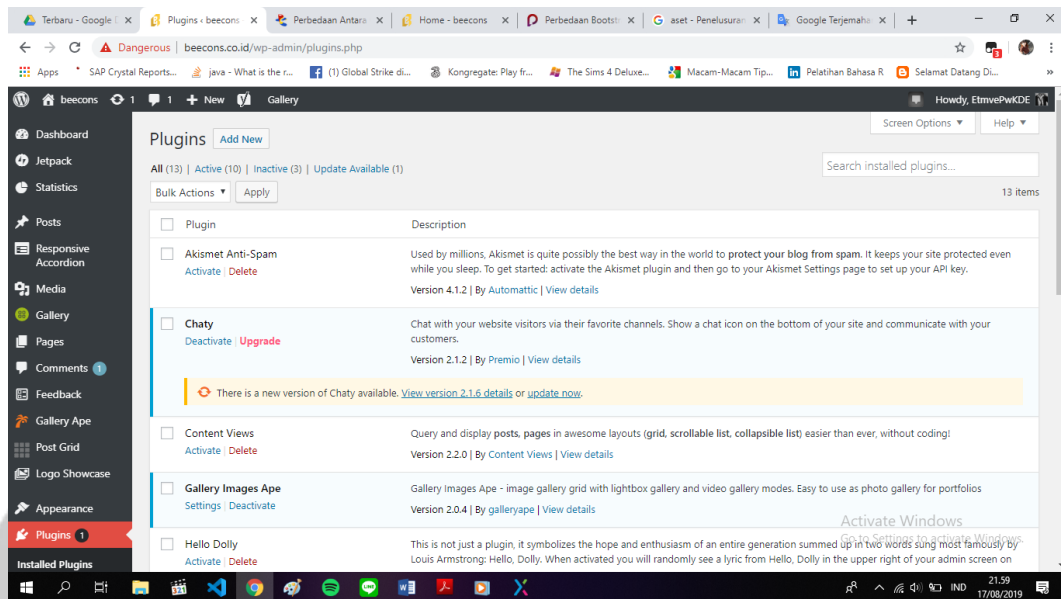 Terbaru - Google D
Plugins ‹ beecons
Perbedaan Antara
Home - beecons
Perbedaan Bootst
aset - Penelusuran
Google Terjemaha
Dangerous | beecons.co.id/wp-admin/plugins.php
Apps
SAP Crystal Reports...
java - What is the r...
(1) Global Strike di...
Kongregate: Play fr...
The Sims 4 Deluxe...
Macam-Macam Tip...
Pelatihan Bahasa R
Selamat Datang Di...
beecons 1 1 + New Gallery
Howdy, EtmvePwKDE
Screen Options ▼ Help ▼
Dashboard
Jetpack
Statistics
Posts
Responsive
Accordion
Media
Gallery
Pages
Comments 1
Feedback
Gallery Ape
Post Grid
Logo Showcase
Appearance
Plugins 1
Installed Plugins
Plugins Add New
All (13) | Active (10) | Inactive (3) | Update Available (1)
Search installed plugins...
Bulk Actions ▼ Apply
13 items
Plugin Description
Akismet Anti-Spam
Activate | Delete
Used by millions, Akismet is quite possibly the best way in the world to protect your blog from spam. It keeps your site protected even
while you sleep. To get started: activate the Akismet plugin and then go to your Akismet Settings page to set up your API key.
Version 4.1.2 | By Automattic | View details
Chaty
Deactivate | Upgrade
Chat with your website visitors via their favorite channels. Show a chat icon on the bottom of your site and communicate with your
customers.
Version 2.1.2 | By Premio | View details
There is a new version of Chaty available. View version 2.1.6 details or update now.
Content Views
Activate | Delete
Query and display posts, pages in awesome layouts (grid, scrollable list, collapsible list) easier than ever, without coding!
Version 2.2.0 | By Content Views | View details
Gallery Images Ape
Settings | Deactivate
Gallery Images Ape - image gallery grid with lightbox gallery and video gallery modes. Easy to use as photo gallery for portfolios
Version 2.0.4 | By galleryape | View details
Hello Dolly
Activate | Delete
This is not just a plugin, it symbolizes the hope and enthusiasm of an entire generation summed up in two words sung most famously by
Louis Armstrong: Hello, Dolly. When activated you will randomly see a lyric from Hello, Dolly in the upper right of your admin screen on
Activate Windows
Go to Settings to activate Windows.
IND
21.59
17/08/2019